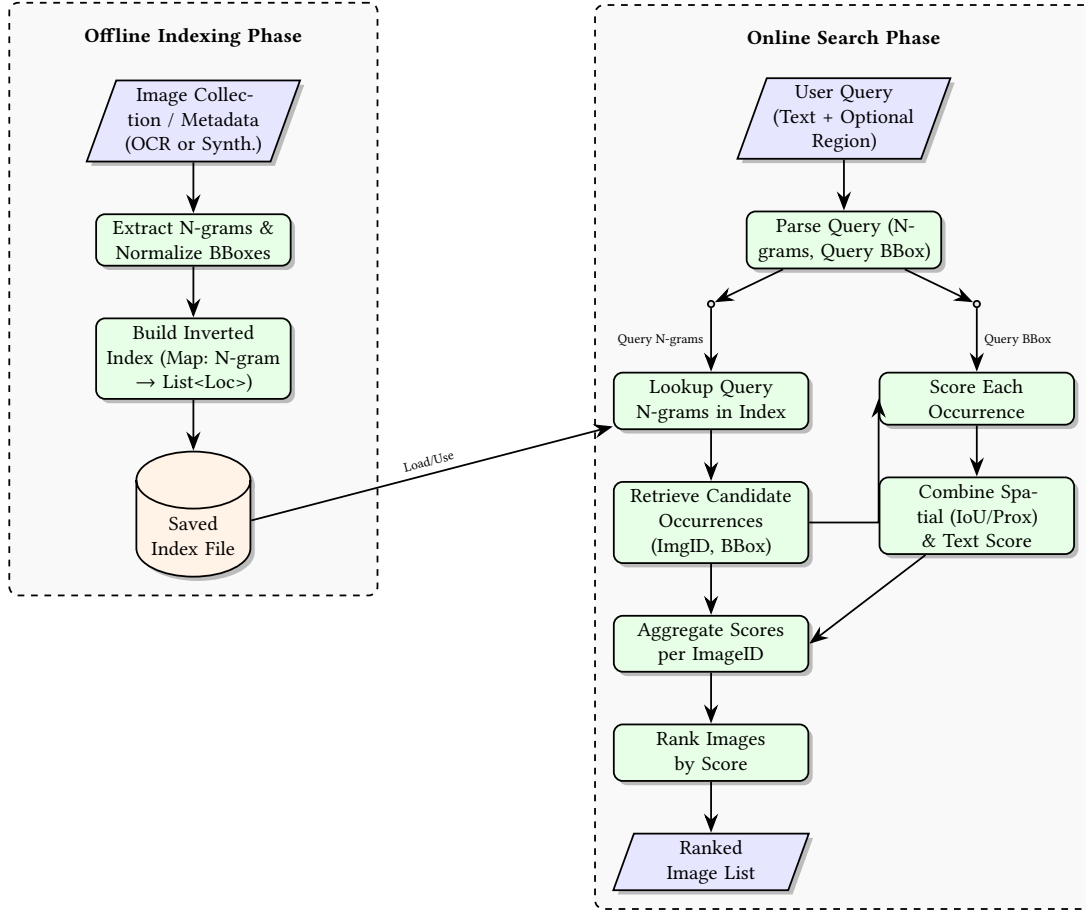 Offline Indexing Phase
Image Collec-
tion / Metadata
(OCR or Synth.)
Extract N-grams &
Normalize BBoxes
Build Inverted
Index (Map: N-gram
→ List<Loc>)
Saved
Index File
Load/Use
Online Search Phase
User Query
(Text + Optional
Region)
Parse Query (N-
grams, Query BBox)
Query N-grams
Query BBox
Lookup Query
N-grams in Index
Score Each
Occurrence
Retrieve Candidate
Occurrences
(ImgID, BBox)
Combine Spa-
tial (IoU/Prox)
& Text Score
Aggregate Scores
per ImageID
Rank Images
by Score
Ranked
Image List